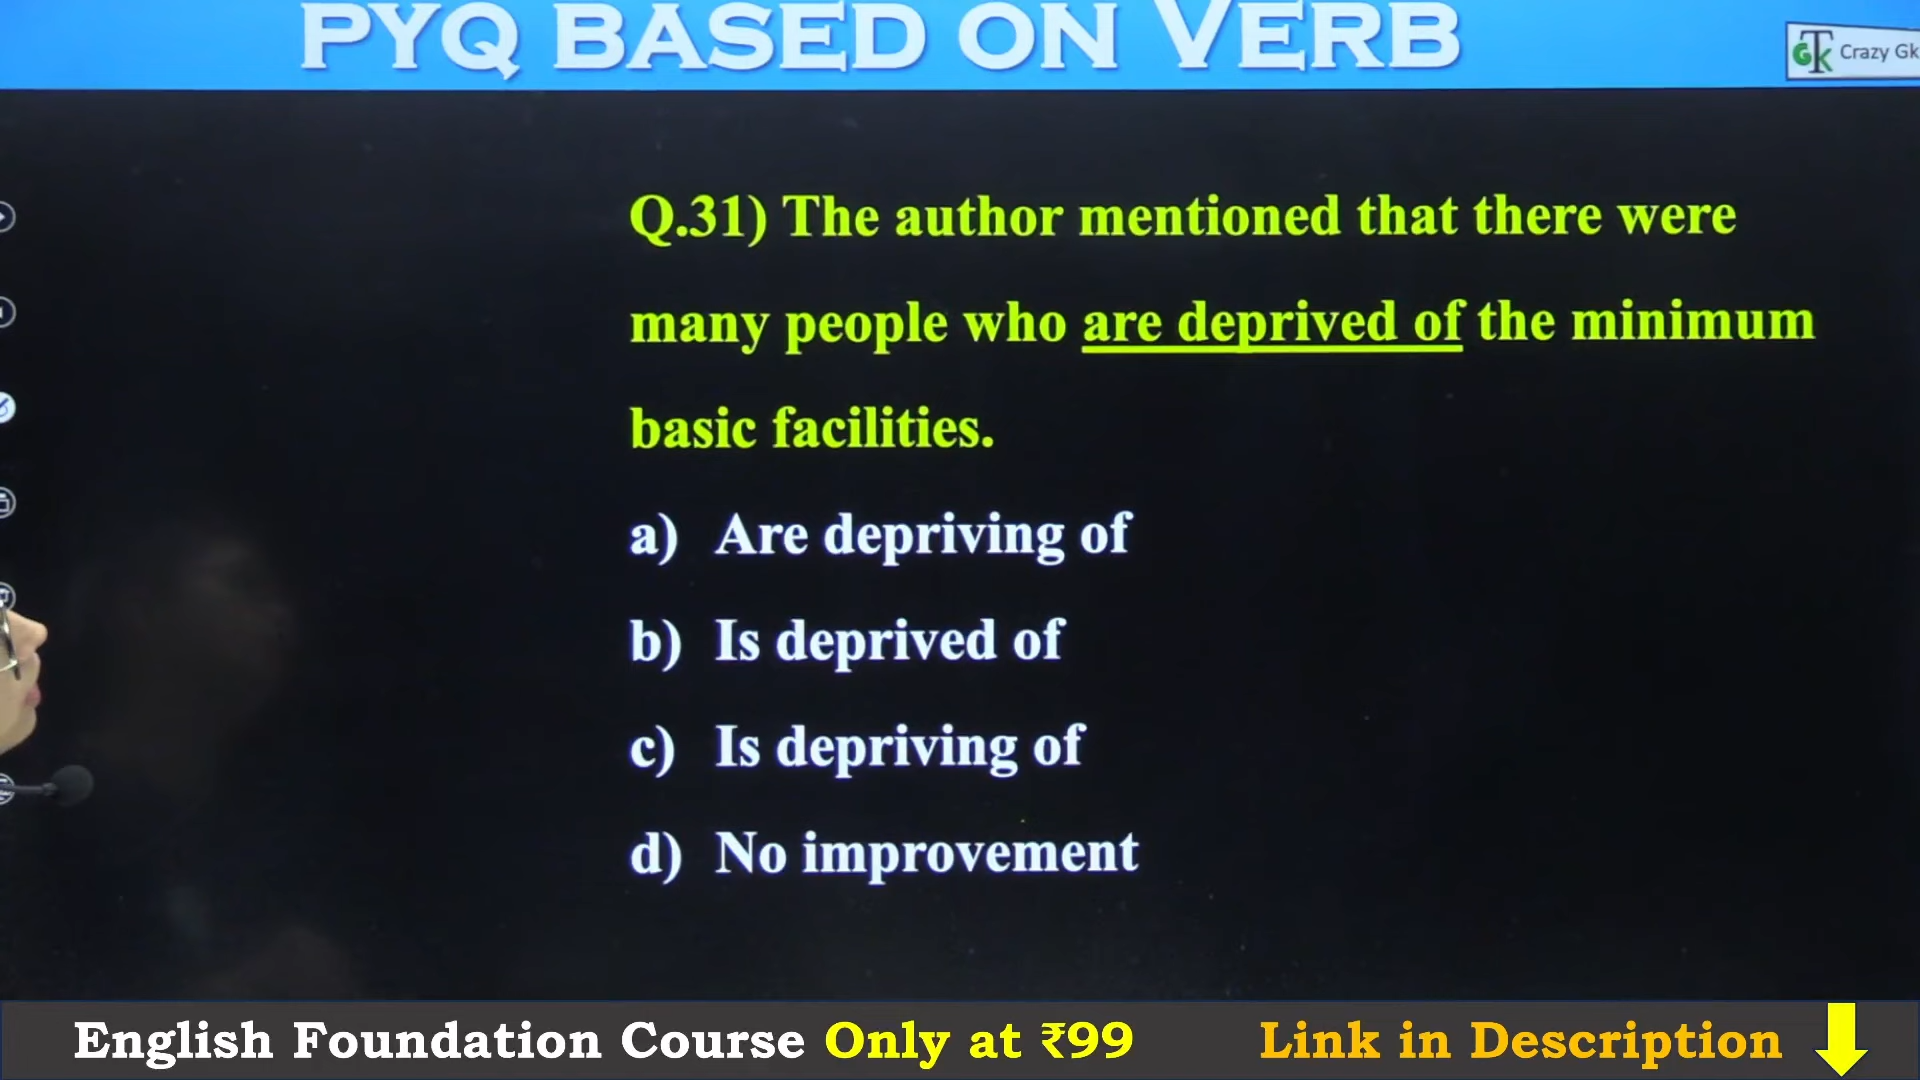 PYQ BASED ON VERB
Crazy Gk
Q.31) The author mentioned that there were
many people who are deprived of the minimum
basic facilities.
a) Are depriving of
b) Is deprived of
c) Is depriving of
d) No improvement
English Foundation Course Only at ₹99 Link in Description